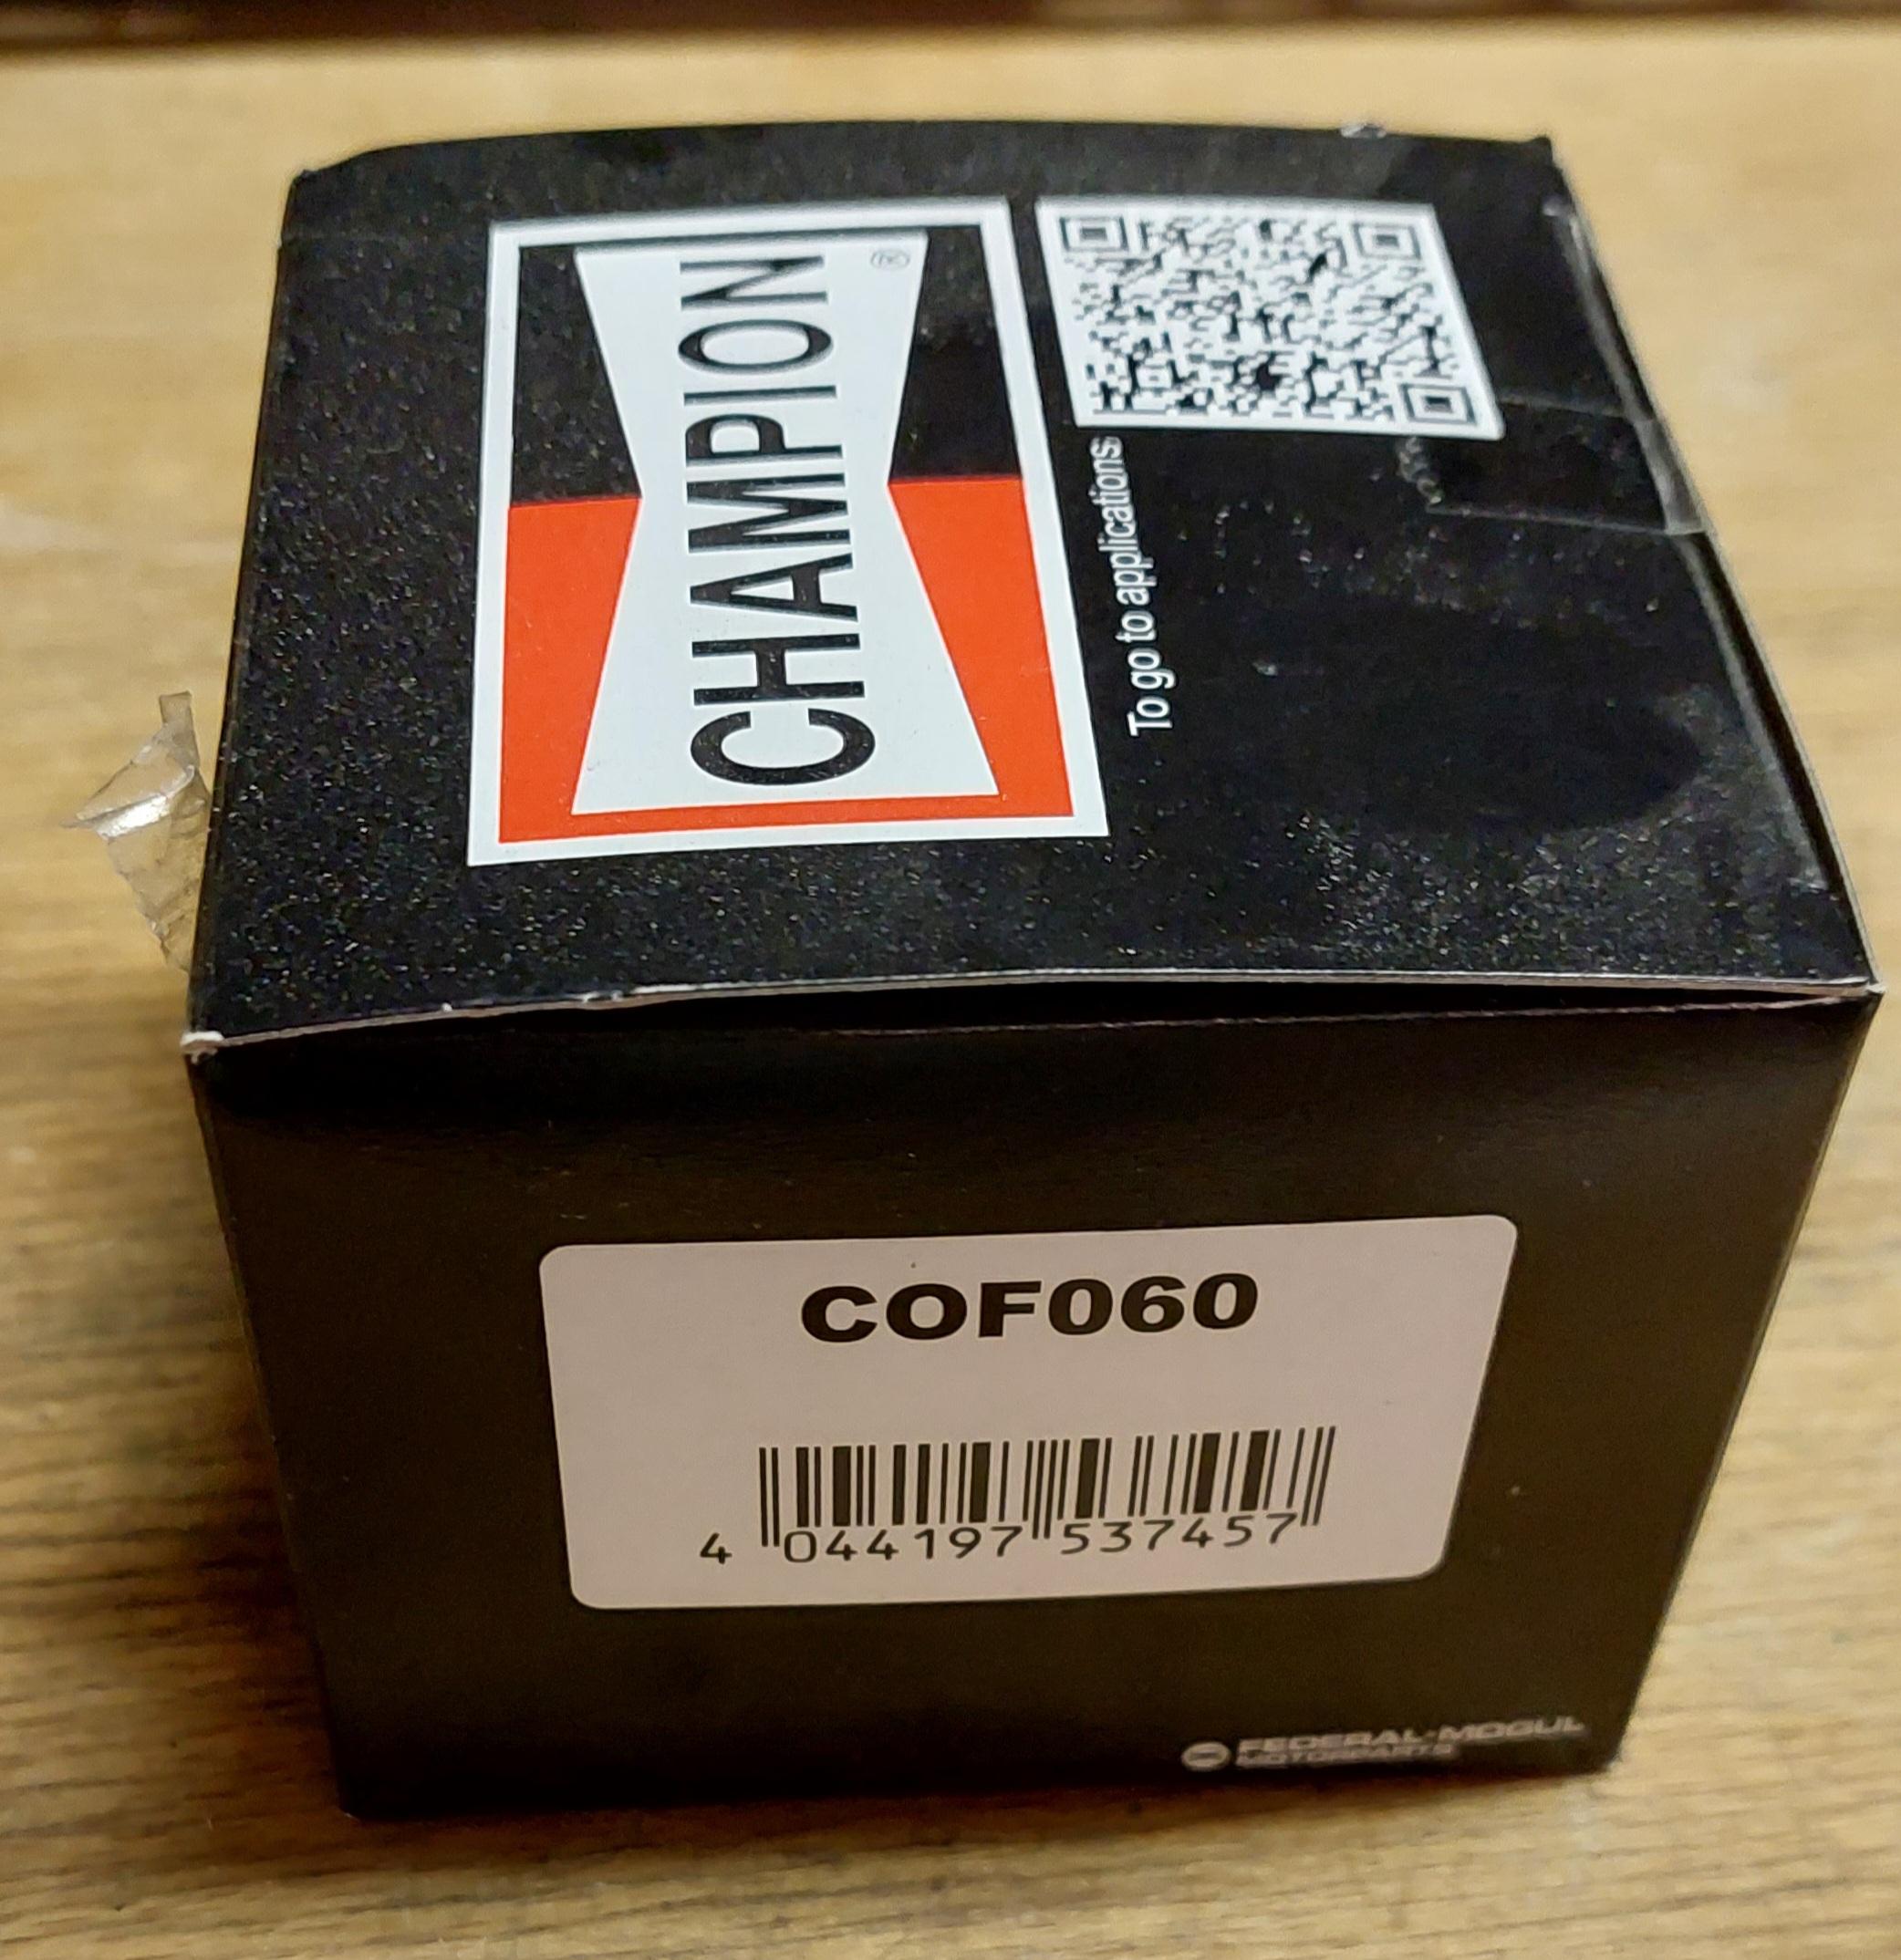 CHAMPION
®
To go to applications:
COF060
4 044197 537457
FEDERAL-MOGUL
MOTORPARTS